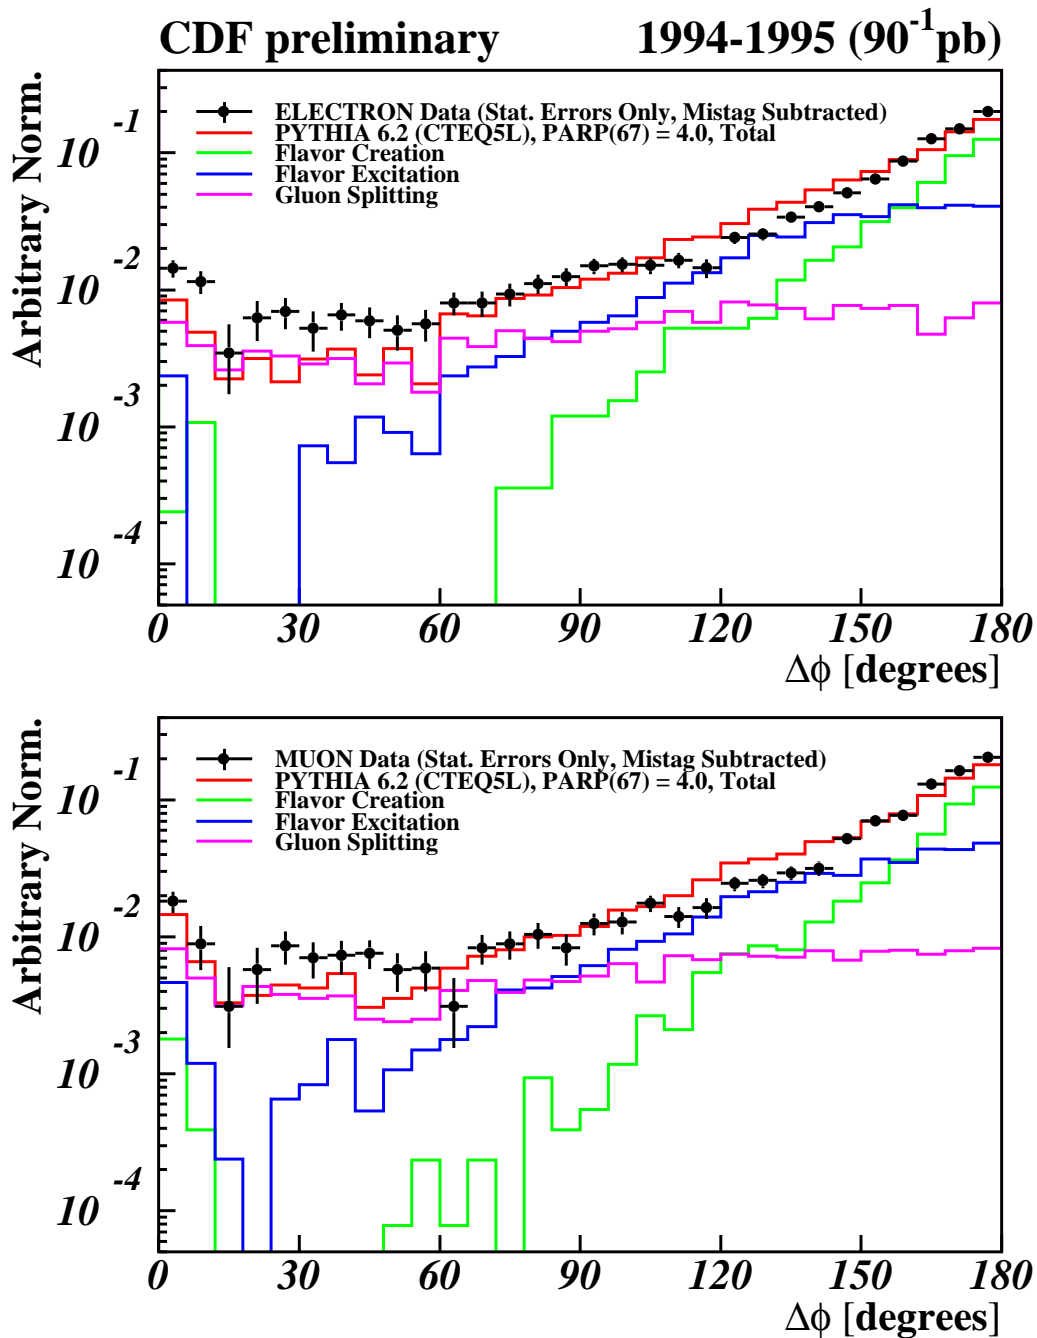 CDF preliminary 1994-1995 (90⁻¹pb)
Arbitrary Norm.
ELECTRON Data (Stat. Errors Only, Mistag Subtracted)
PYTHIA 6.2 (CTEQ5L), PARP(67) = 4.0, Total
Flavor Creation
Flavor Excitation
Gluon Splitting
10⁻¹
10⁻²
10⁻³
10⁻⁴
0 30 60 90 120 150 180
Δϕ [degrees]
Arbitrary Norm.
MUON Data (Stat. Errors Only, Mistag Subtracted)
PYTHIA 6.2 (CTEQ5L), PARP(67) = 4.0, Total
Flavor Creation
Flavor Excitation
Gluon Splitting
10⁻¹
10⁻²
10⁻³
10⁻⁴
0 30 60 90 120 150 180
Δϕ [degrees]